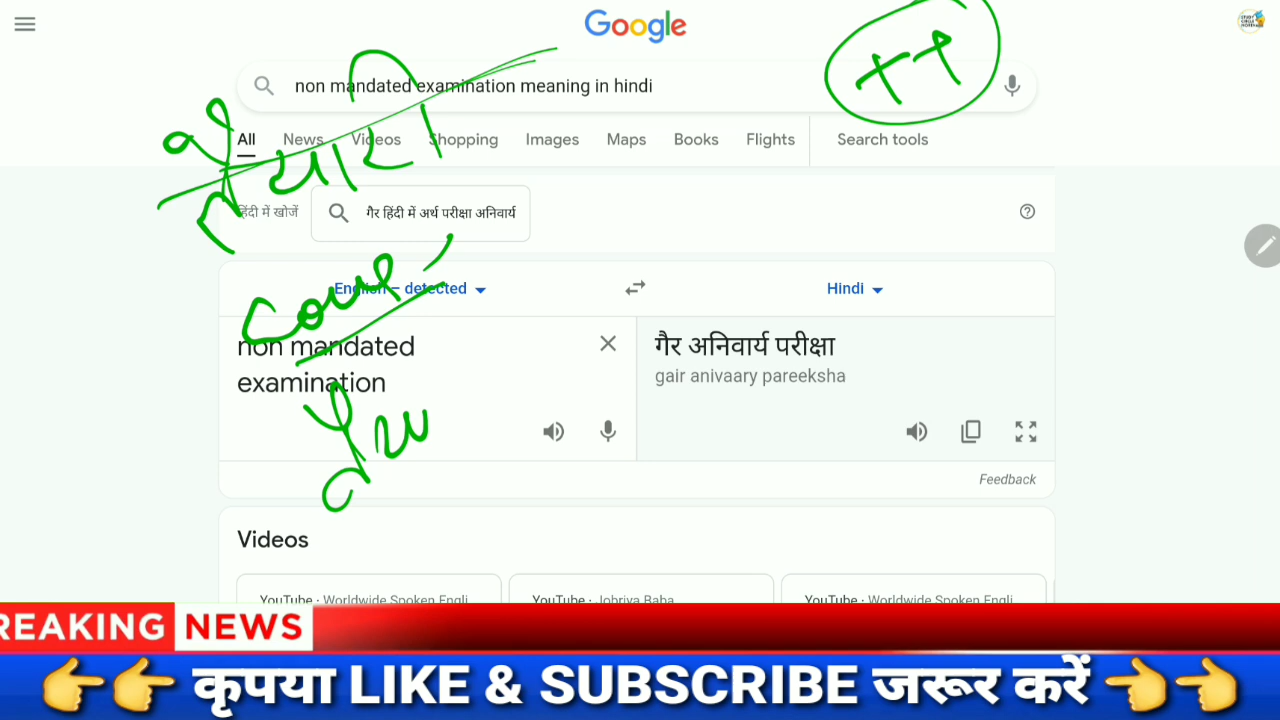 Google
non mandated examination meaning in hindi
++
All News Videos Shopping Images Maps Books Flights Search tools
तैयारी
हिंदी में खोजें गैर हिंदी में अर्थ परीक्षा अनिवार्य
English – detected Hindi
non mandated
examination
गैर अनिवार्य परीक्षा
gair anivaary pareeksha
Feedback
Videos
YouTube · Worldwide Spoken Engli... YouTube · Jobriya Baba YouTube · Worldwide Spoken Engli...
REAKING NEWS
👉👉 कृपया LIKE & SUBSCRIBE जरूर करें 👈👈